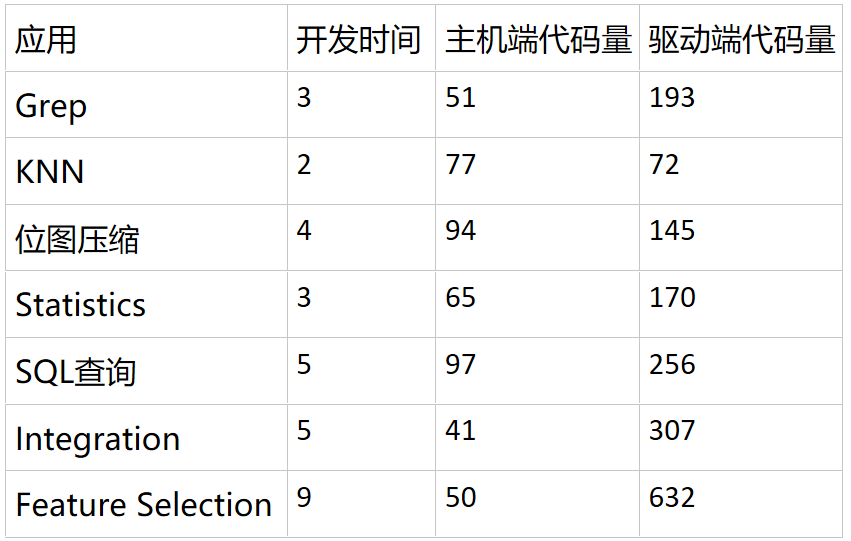 应用 开发时间 主机端代码量 驱动端代码量
Grep 3 51 193
KNN 2 77 72
位图压缩 4 94 145
Statistics 3 65 170
SQL查询 5 97 256
Integration 5 41 307
Feature Selection 9 50 632